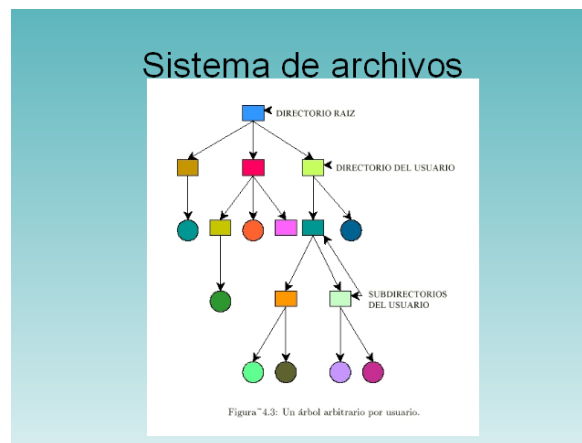 Sistema de archivos
DIRECTORIO RAIZ
DIRECTORIO DEL USUARIO
SUBDIRECTORIOS
DEL USUARIO
Figura~4.3: Un árbol arbitrario por usuario.